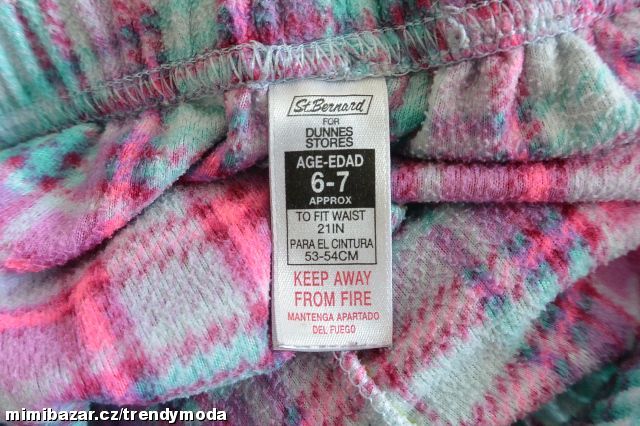 St. Bernard
FOR
DUNNES
STORES
AGE-EDAD
6-7
APPROX
TO FIT WAIST
21IN
PARA EL CINTURA
53-54CM
KEEP AWAY
FROM FIRE
MANTENGA APARTADO
DEL FUEGO
mimibazar.cz/trendymoda